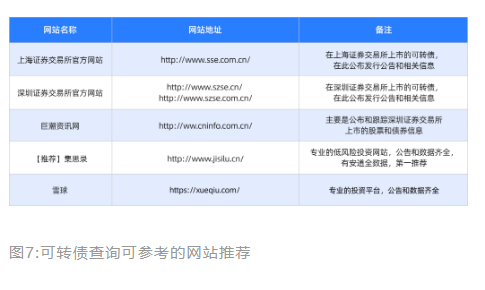 网站名称 网站地址 备注
上海证券交易所官方网站 http://www.sse.com.cn/ 在上海证券交易所上市的可转债，
在此公布发行公告和相关信息
深圳证券交易所官方网站 http://www.szse.cn/
http://www.szse.com.cn/ 在深圳证券交易所上市的可转债，
在此公布发行公告和相关信息
巨潮资讯网 http://ww.cninfo.com.cn/ 主要是公布和跟踪深圳证券交易所
上市的股票和债券信息
【推荐】集思录 http://www.jisilu.cn/ 专业的低风险投资网站，公告和数据齐全，
有安道全数据，第一推荐
雪球 https://xueqiu.com/ 专业的投资平台，公告和数据齐全
图7:可转债查询可参考的网站推荐